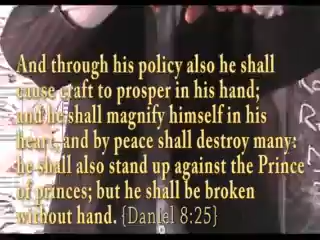 And through his policy also he shall
cause craft to prosper in his hand;
and he shall magnify himself in his
heart, and by peace shall destroy many:
he shall also stand up against the Prince
of princes; but he shall be broken
without hand. {Daniel 8:25}